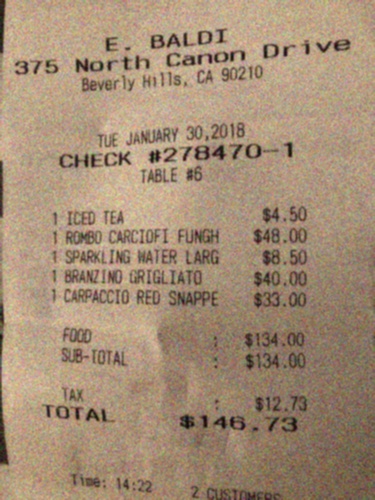 E. BALDI
375 North Canon Drive
Beverly Hills, CA 90210
TUE JANUARY 30,2018
CHECK #278470-1
TABLE #6
1 ICED TEA $4.50
1 ROMBO CARCIOFI FUNGH $48.00
1 SPARKLING WATER LARG $8.50
1 BRANZINO GRIGLIATO $40.00
1 CARPACCIO RED SNAPPE $33.00
FOOD : $134.00
SUB-TOTAL : $134.00
TAX : $12.73
TOTAL $146.73
Time: 14:22 2 CUSTOMERS